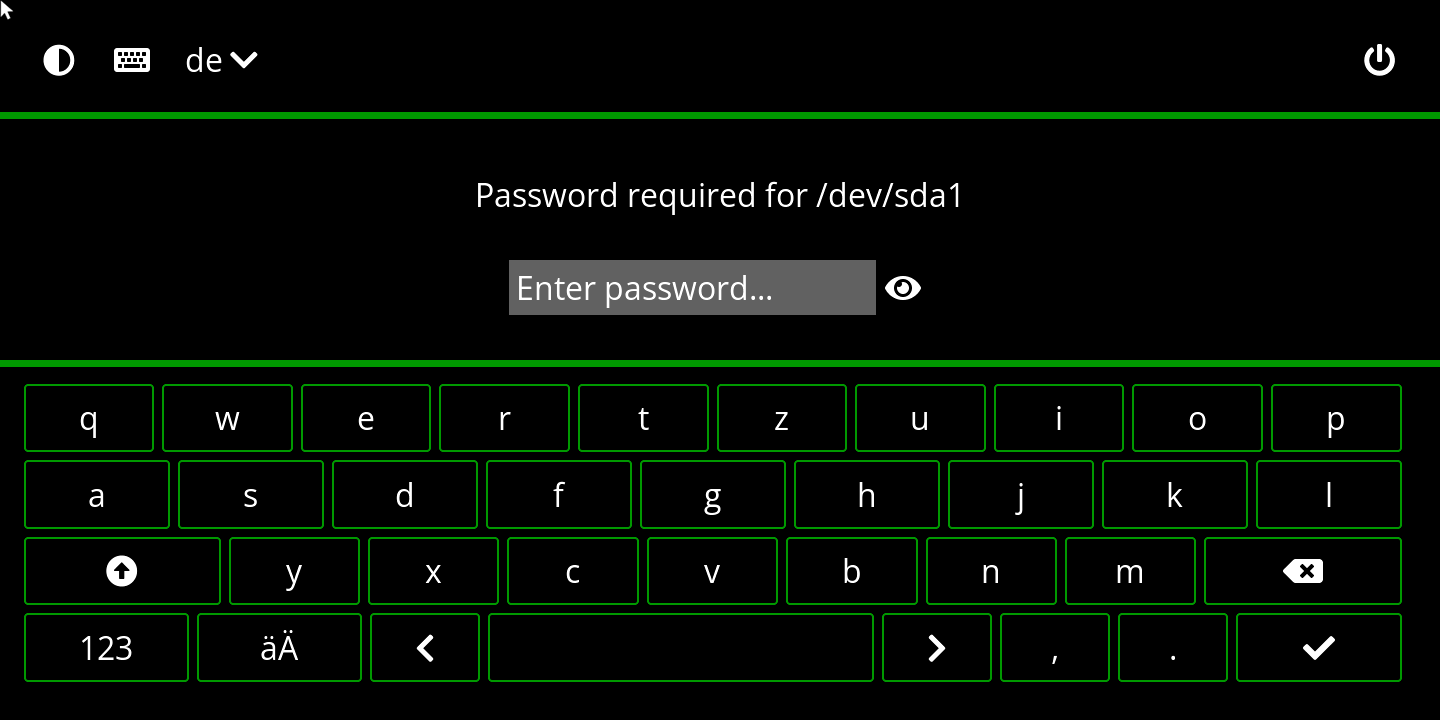 de
Password required for /dev/sda1
Enter password...
q w e r t z u i o p
a s d f g h j k l
y x c v b n m
123 äÄ , .